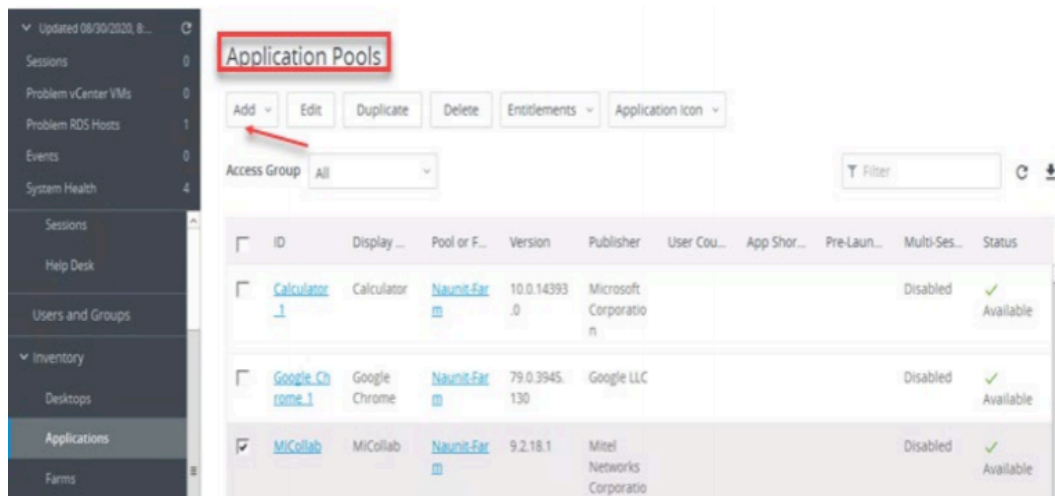 Updated 08/30/2020, 8:...
Sessions 0
Problem vCenter VMs 0
Problem RDS Hosts 1
Events 0
System Health 4
Sessions
Help Desk
Users and Groups
Inventory
Desktops
Applications
Farms
Application Pools
Add Edit Duplicate Delete Entitlements Application Icon
Access Group All Filter
ID Display ... Pool or F... Version Publisher User Cou... App Shor... Pre-Laun... Multi-Ses... Status
Calculator Calculator Naunit-Far 10.0.14393 Microsoft Disabled
_1 m .0 Corporatio Available
n
Google_Ch Google Naunit-Far 79.0.3945. Google LLC Disabled
rome_1 Chrome m 130 Available
MiCollab MiCollab Naunit-Far 9.2.18.1 Mitel Disabled
m Networks Available
Corporatio